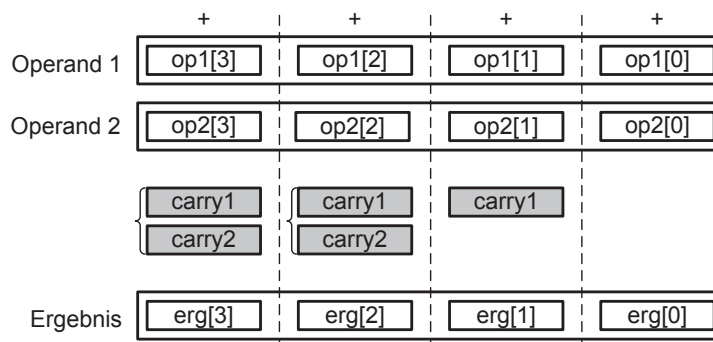 + + + +
Operand 1 op1[3] op1[2] op1[1] op1[0]
Operand 2 op2[3] op2[2] op2[1] op2[0]
carry1 carry1 carry1
carry2 carry2
Ergebnis erg[3] erg[2] erg[1] erg[0]